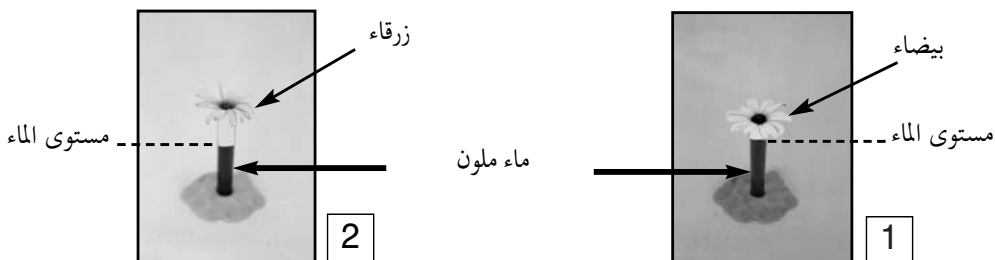 بيضاء
زرقاء
مستوى الماء
مستوى الماء
ماء ملون
1
2